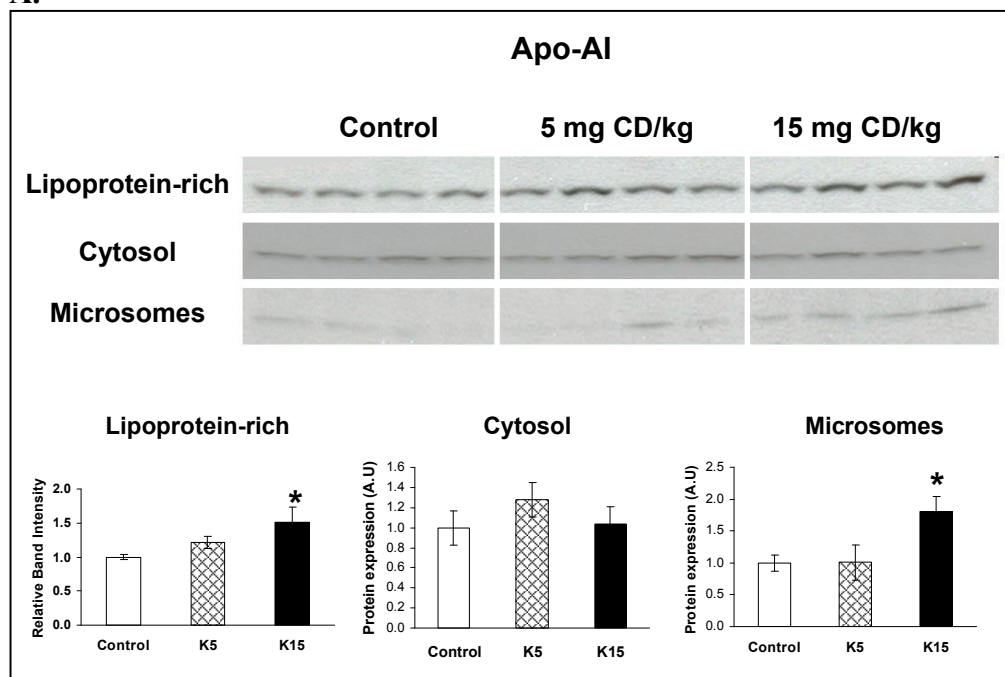 A.
Apo-AI
Control 5 mg CD/kg 15 mg CD/kg
Lipoprotein-rich
Cytosol
Microsomes
Lipoprotein-rich
Relative Band Intensity
2.0
1.5
1.0
0.5
0.0
*
Control K5 K15
Cytosol
Protein expression (A.U)
1.6
1.4
1.2
1.0
0.8
0.6
0.4
0.2
0.0
Control K5 K15
Microsomes
Protein expression (A.U)
2.5
2.0
1.5
1.0
0.5
0.0
*
Control K5 K15